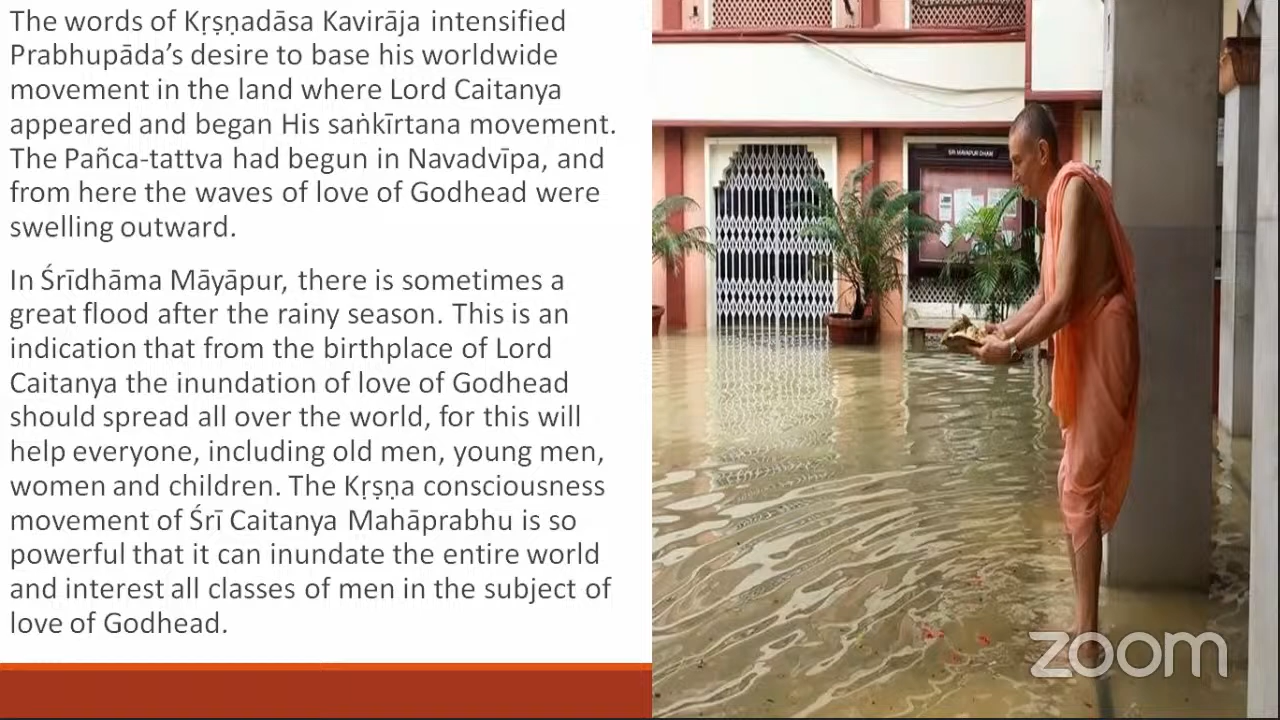 The words of Kṛṣṇadāsa Kavirāja intensified
Prabhupāda’s desire to base his worldwide
movement in the land where Lord Caitanya
appeared and began His saṅkīrtana movement.
The Pañca-tattva had begun in Navadvīpa, and
from here the waves of love of Godhead were
swelling outward.
In Śrīdhāma Māyāpur, there is sometimes a
great flood after the rainy season. This is an
indication that from the birthplace of Lord
Caitanya the inundation of love of Godhead
should spread all over the world, for this will
help everyone, including old men, young men,
women and children. The Kṛṣṇa consciousness
movement of Śrī Caitanya Mahāprabhu is so
powerful that it can inundate the entire world
and interest all classes of men in the subject of
love of Godhead.
SRI MAYAPUR DHAM
zoom